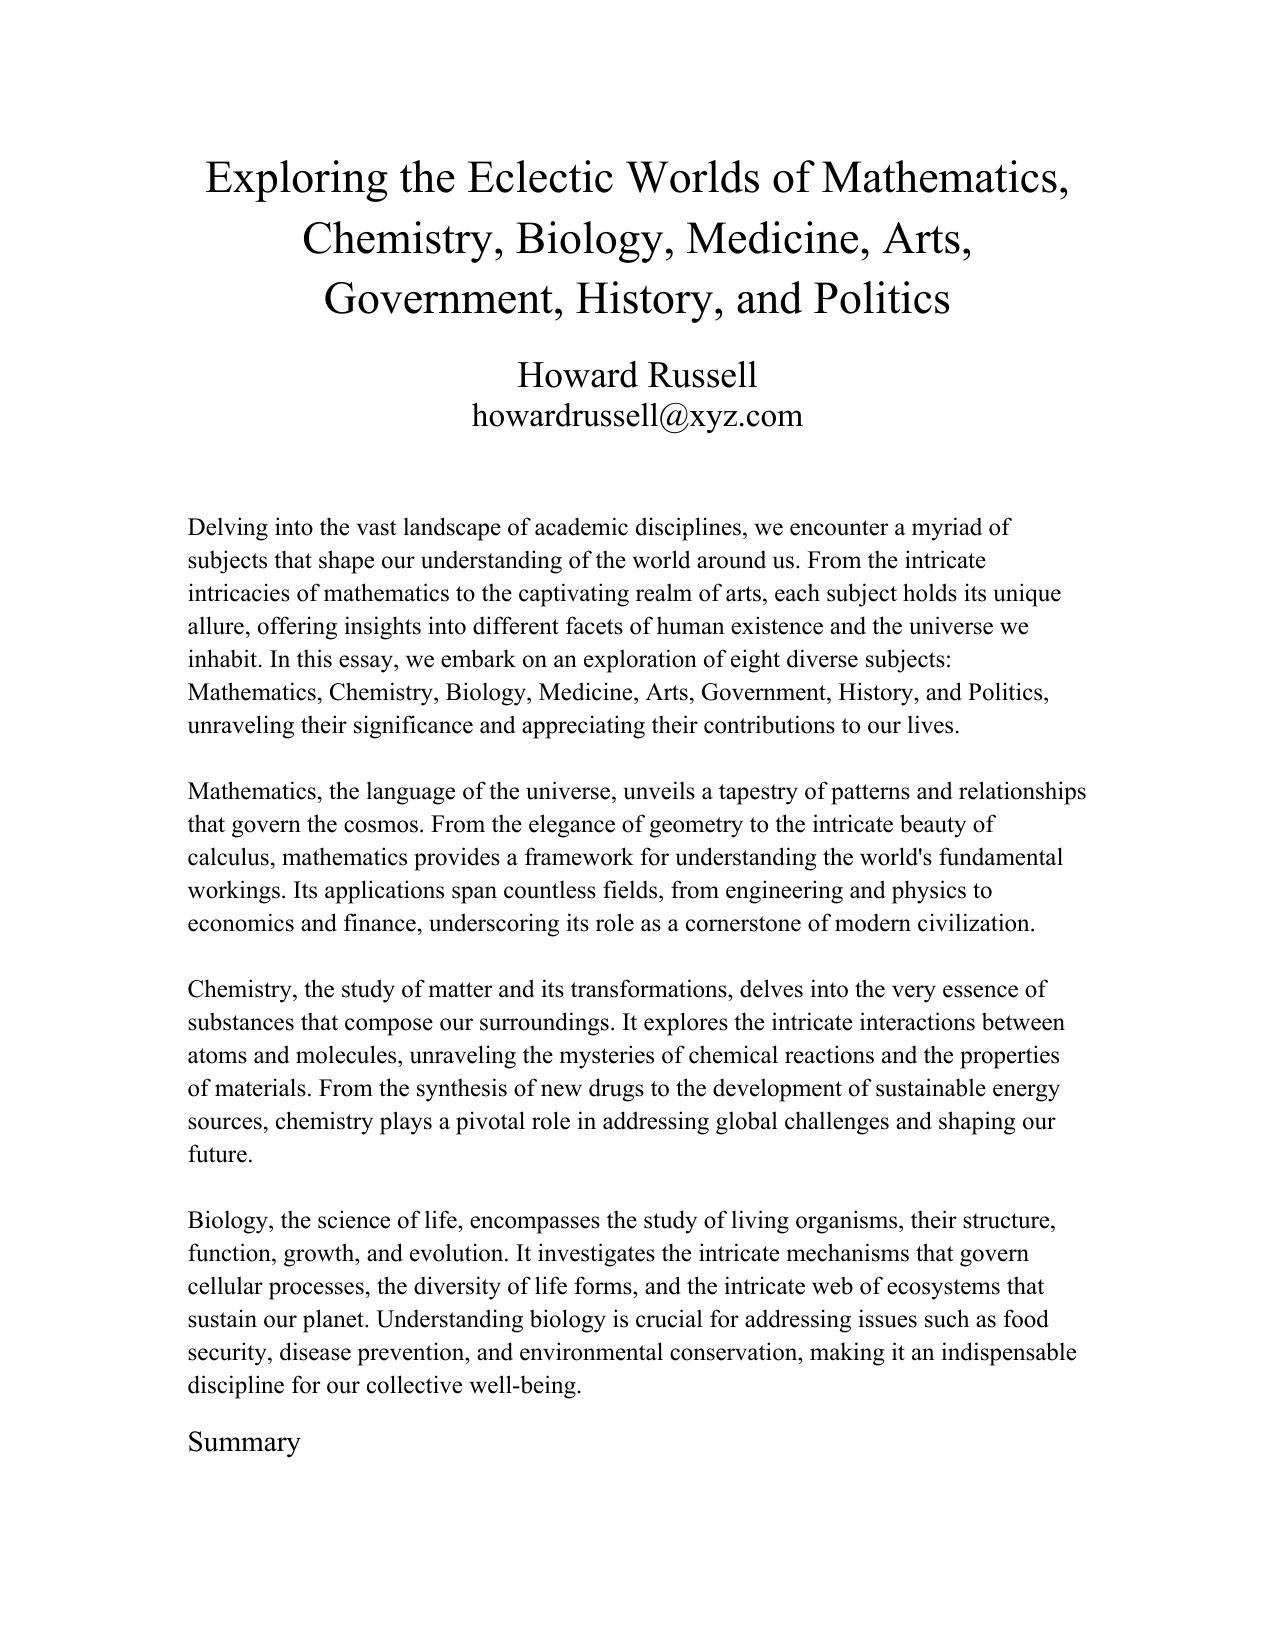 Exploring the Eclectic Worlds of Mathematics,
Chemistry, Biology, Medicine, Arts,
Government, History, and Politics
Howard Russell
howardrussell@xyz.com
Delving into the vast landscape of academic disciplines, we encounter a myriad of
subjects that shape our understanding of the world around us. From the intricate
intricacies of mathematics to the captivating realm of arts, each subject holds its unique
allure, offering insights into different facets of human existence and the universe we
inhabit. In this essay, we embark on an exploration of eight diverse subjects:
Mathematics, Chemistry, Biology, Medicine, Arts, Government, History, and Politics,
unraveling their significance and appreciating their contributions to our lives.
Mathematics, the language of the universe, unveils a tapestry of patterns and relationships
that govern the cosmos. From the elegance of geometry to the intricate beauty of
calculus, mathematics provides a framework for understanding the world's fundamental
workings. Its applications span countless fields, from engineering and physics to
economics and finance, underscoring its role as a cornerstone of modern civilization.
Chemistry, the study of matter and its transformations, delves into the very essence of
substances that compose our surroundings. It explores the intricate interactions between
atoms and molecules, unraveling the mysteries of chemical reactions and the properties
of materials. From the synthesis of new drugs to the development of sustainable energy
sources, chemistry plays a pivotal role in addressing global challenges and shaping our
future.
Biology, the science of life, encompasses the study of living organisms, their structure,
function, growth, and evolution. It investigates the intricate mechanisms that govern
cellular processes, the diversity of life forms, and the intricate web of ecosystems that
sustain our planet. Understanding biology is crucial for addressing issues such as food
security, disease prevention, and environmental conservation, making it an indispensable
discipline for our collective well-being.
Summary